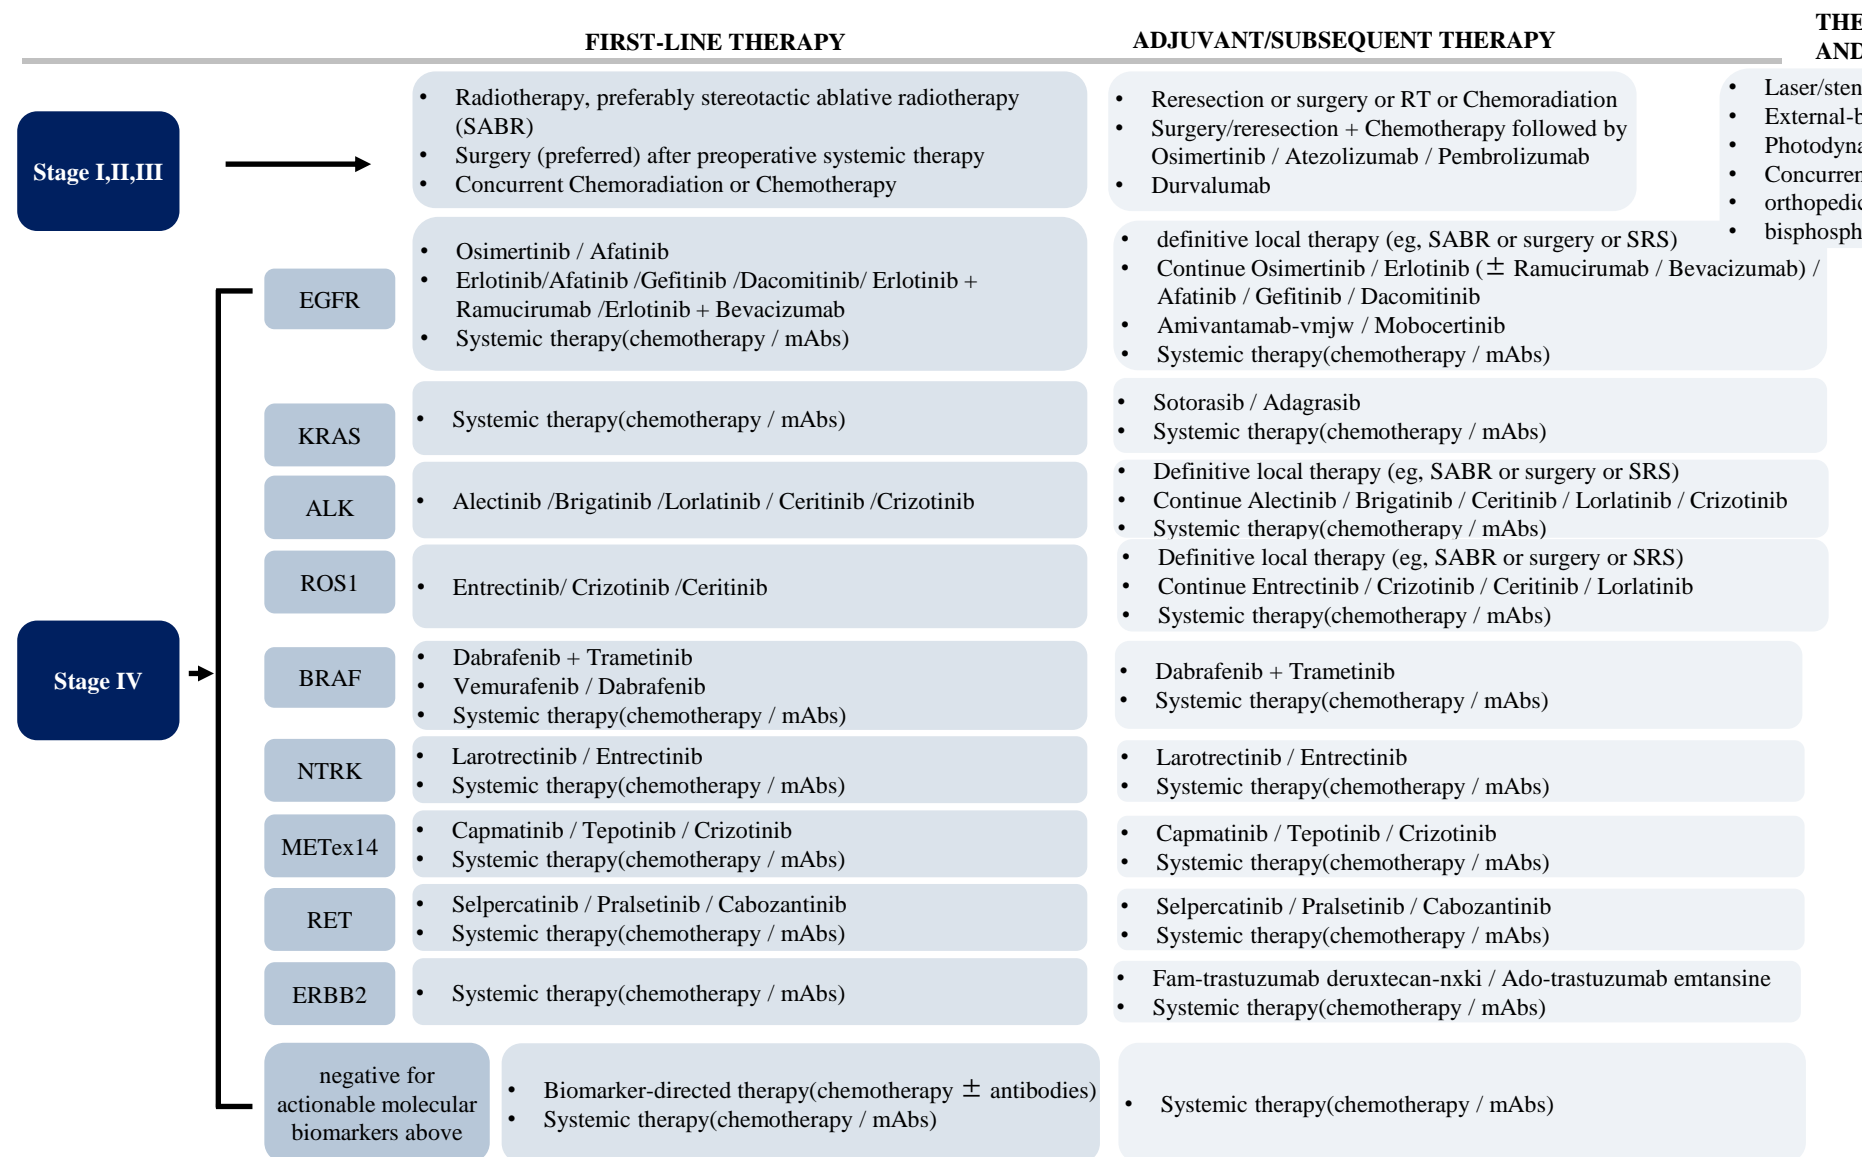 FIRST-LINE THERAPY
ADJUVANT/SUBSEQUENT THERAPY
AND
Stage I,II,III
• Radiotherapy, preferably stereotactic ablative radiotherapy
(SABR)
• Surgery (preferred) after preoperative systemic therapy
• Concurrent Chemoradiation or Chemotherapy
• Reresection or surgery or RT or Chemoradiation
• Surgery/reresection + Chemotherapy followed by
Osimertinib / Atezolizumab / Pembrolizumab
• Durvalumab
• Laser/sten
• External-b
• Photodyna
• Concurren
• orthopedic
• bisphosph
Stage IV
EGFR
• Osimertinib / Afatinib
• Erlotinib/Afatinib /Gefitinib /Dacomitinib/ Erlotinib +
Ramucirumab /Erlotinib + Bevacizumab
• Systemic therapy(chemotherapy / mAbs)
• definitive local therapy (eg, SABR or surgery or SRS)
• Continue Osimertinib / Erlotinib (± Ramucirumab / Bevacizumab) /
Afatinib / Gefitinib / Dacomitinib
• Amivantamab-vmjw / Mobocertinib
• Systemic therapy(chemotherapy / mAbs)
KRAS
• Systemic therapy(chemotherapy / mAbs)
• Sotorasib / Adagrasib
• Systemic therapy(chemotherapy / mAbs)
ALK
• Alectinib /Brigatinib /Lorlatinib / Ceritinib /Crizotinib
• Definitive local therapy (eg, SABR or surgery or SRS)
• Continue Alectinib / Brigatinib / Ceritinib / Lorlatinib / Crizotinib
• Systemic therapy(chemotherapy / mAbs)
ROS1
• Entrectinib/ Crizotinib /Ceritinib
• Definitive local therapy (eg, SABR or surgery or SRS)
• Continue Entrectinib / Crizotinib / Ceritinib / Lorlatinib
• Systemic therapy(chemotherapy / mAbs)
BRAF
• Dabrafenib + Trametinib
• Vemurafenib / Dabrafenib
• Systemic therapy(chemotherapy / mAbs)
• Dabrafenib + Trametinib
• Systemic therapy(chemotherapy / mAbs)
NTRK
• Larotrectinib / Entrectinib
• Systemic therapy(chemotherapy / mAbs)
• Larotrectinib / Entrectinib
• Systemic therapy(chemotherapy / mAbs)
METex14
• Capmatinib / Tepotinib / Crizotinib
• Systemic therapy(chemotherapy / mAbs)
• Capmatinib / Tepotinib / Crizotinib
• Systemic therapy(chemotherapy / mAbs)
RET
• Selpercatinib / Pralsetinib / Cabozantinib
• Systemic therapy(chemotherapy / mAbs)
• Selpercatinib / Pralsetinib / Cabozantinib
• Systemic therapy(chemotherapy / mAbs)
ERBB2
• Systemic therapy(chemotherapy / mAbs)
• Fam-trastuzumab deruxtecan-nxki / Ado-trastuzumab emtansine
• Systemic therapy(chemotherapy / mAbs)
negative for
actionable molecular
biomarkers above
• Biomarker-directed therapy(chemotherapy ± antibodies)
• Systemic therapy(chemotherapy / mAbs)
• Systemic therapy(chemotherapy / mAbs)